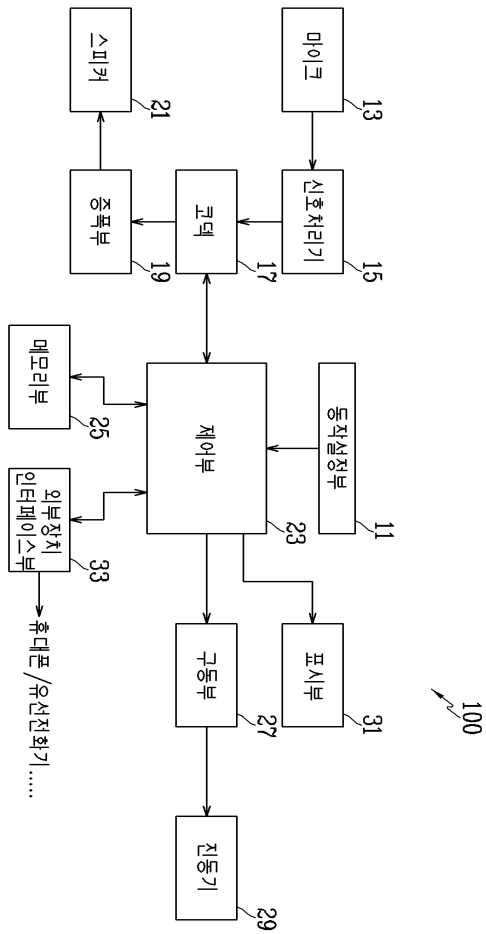 100
동작설정부
11
마이크
13
신호처리기
15
코덱
17
증폭부
19
스피커
21
제어부
23
표시부
31
구동부
27
진동기
29
메모리부
25
외부장치
인터페이스부
33
휴대폰/유선전화기......